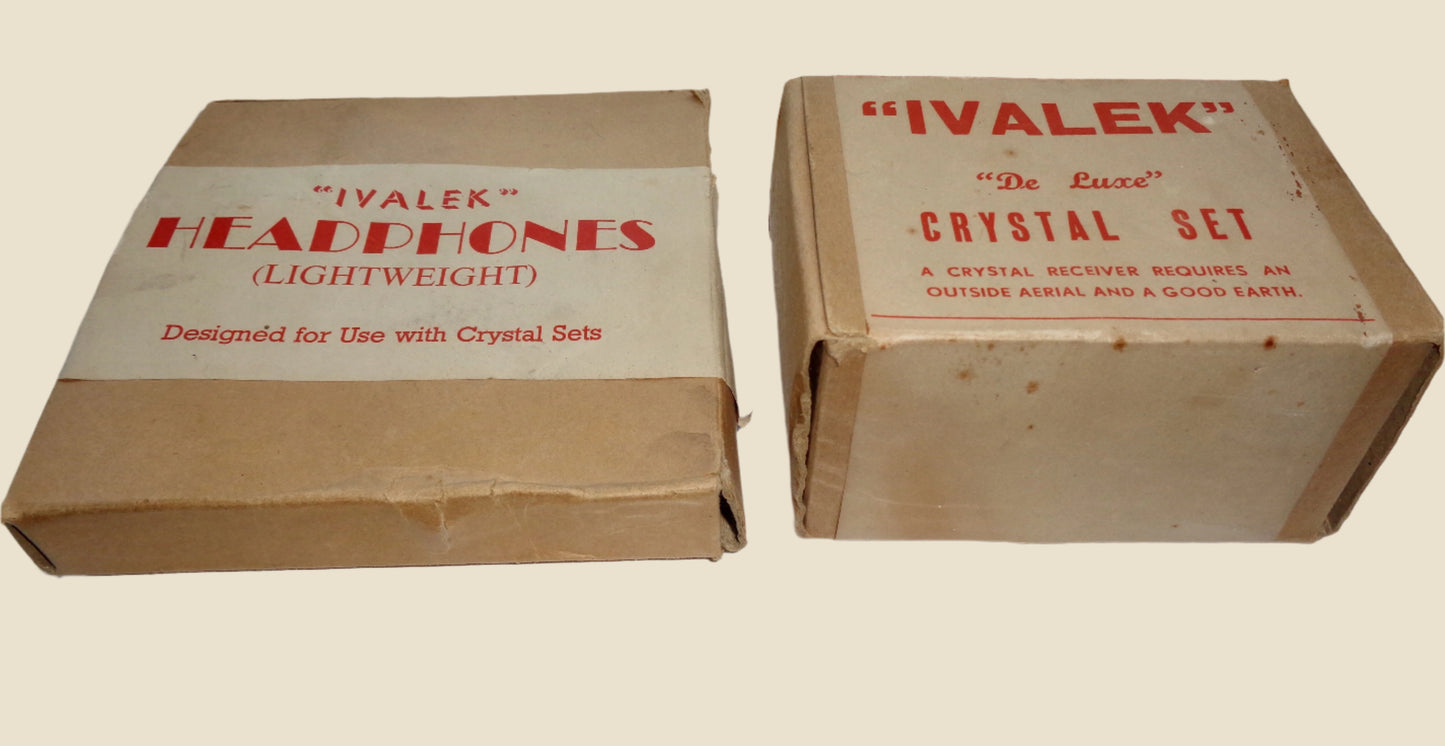 "IVALEK"
HEADPHONES
(LIGHTWEIGHT)
Designed for Use with Crystal Sets
"IVALEK"
"De Luxe"
CRYSTAL SET
A CRYSTAL RECEIVER REQUIRES AN
OUTSIDE AERIAL AND A GOOD EARTH.